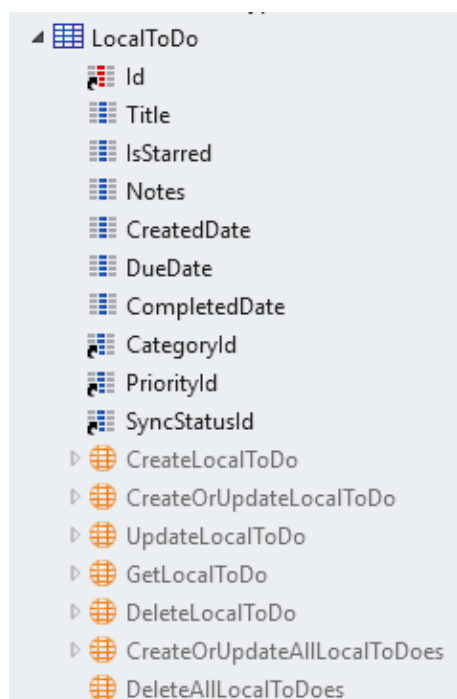 LocalToDo
Id
Title
IsStarred
Notes
CreatedDate
DueDate
CompletedDate
CategoryId
PriorityId
SyncStatusId
CreateLocalToDo
CreateOrUpdateLocalToDo
UpdateLocalToDo
GetLocalToDo
DeleteLocalToDo
CreateOrUpdateAllLocalToDoes
DeleteAllLocalToDoes